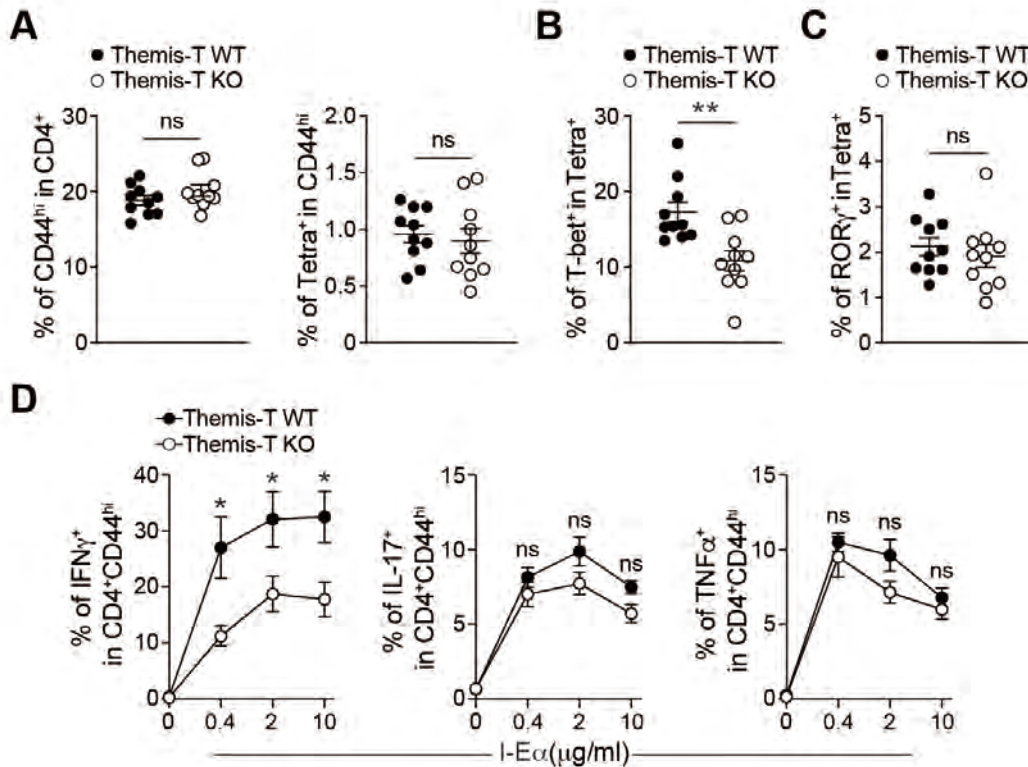 A
Themis-T WT
Themis-T KO
% of CD44hi in CD4+
30
20
10
0
ns
% of Tetra+ in CD44hi
2.0
1.5
1.0
0.5
0.0
ns
B
Themis-T WT
Themis-T KO
% of T-bet+ in Tetra+
30
20
10
0
**
C
Themis-T WT
Themis-T KO
% of RORγ+ inTetra+
5
4
3
2
1
0
ns
D
Themis-T WT
Themis-T KO
% of IFNγ+
in CD4+CD44hi
40
30
20
10
0
* * *
0 0,4 2 10
% of IL-17+
in CD4+CD44hi
15
10
5
0
ns ns ns
0 0,4 2 10
% of TNFα+
in CD4+CD44hi
15
10
5
0
ns ns ns
0 0,4 2 10
I-Eα(μg/ml)